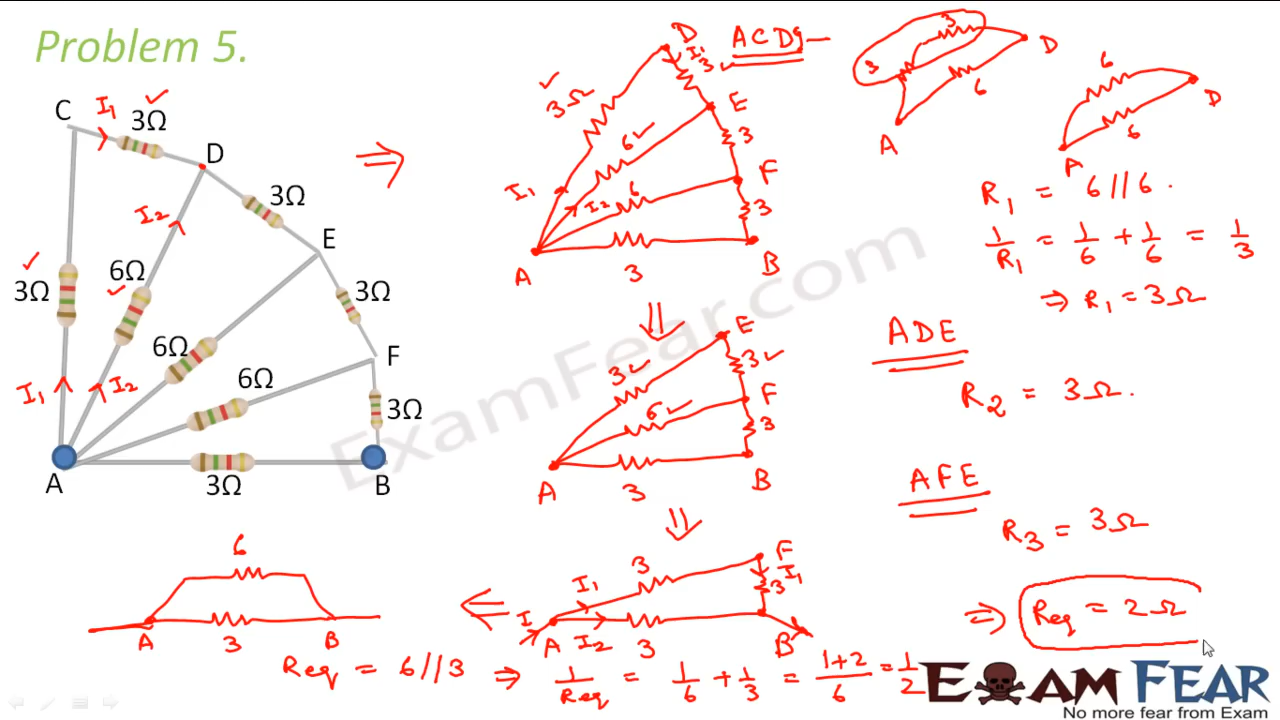 Problem 5.
C
I₁
3Ω
D
3Ω
I₂
E
3Ω
6Ω
3Ω
6Ω
F
6Ω
3Ω
I₁
I₂
A
3Ω
B
⇒
D
I₁
3
3Ω
E
6
3
F
I₁
I₂
6
3
A
3
B
ACDG
3
3
D
6
A
6
D
6
A
R₁ = 6//6.
1/R₁ = 1/6 + 1/6 = 1/3
⇒ R₁ = 3Ω
⇓
E
3
3
6
F
3
A
3
B
ADE
R₂ = 3Ω.
AFE
R₃ = 3Ω
⇓
F
3
I₁
I₁
3
I
A
I₂
3
B
⇐
6
A
3
B
Req = 6//3 ⇒ 1/Req = 1/6 + 1/3 = 1+2/6 = 1/2
⇒ Req = 2Ω
ExamFear.com
EXAM FEAR
No more fear from Exam